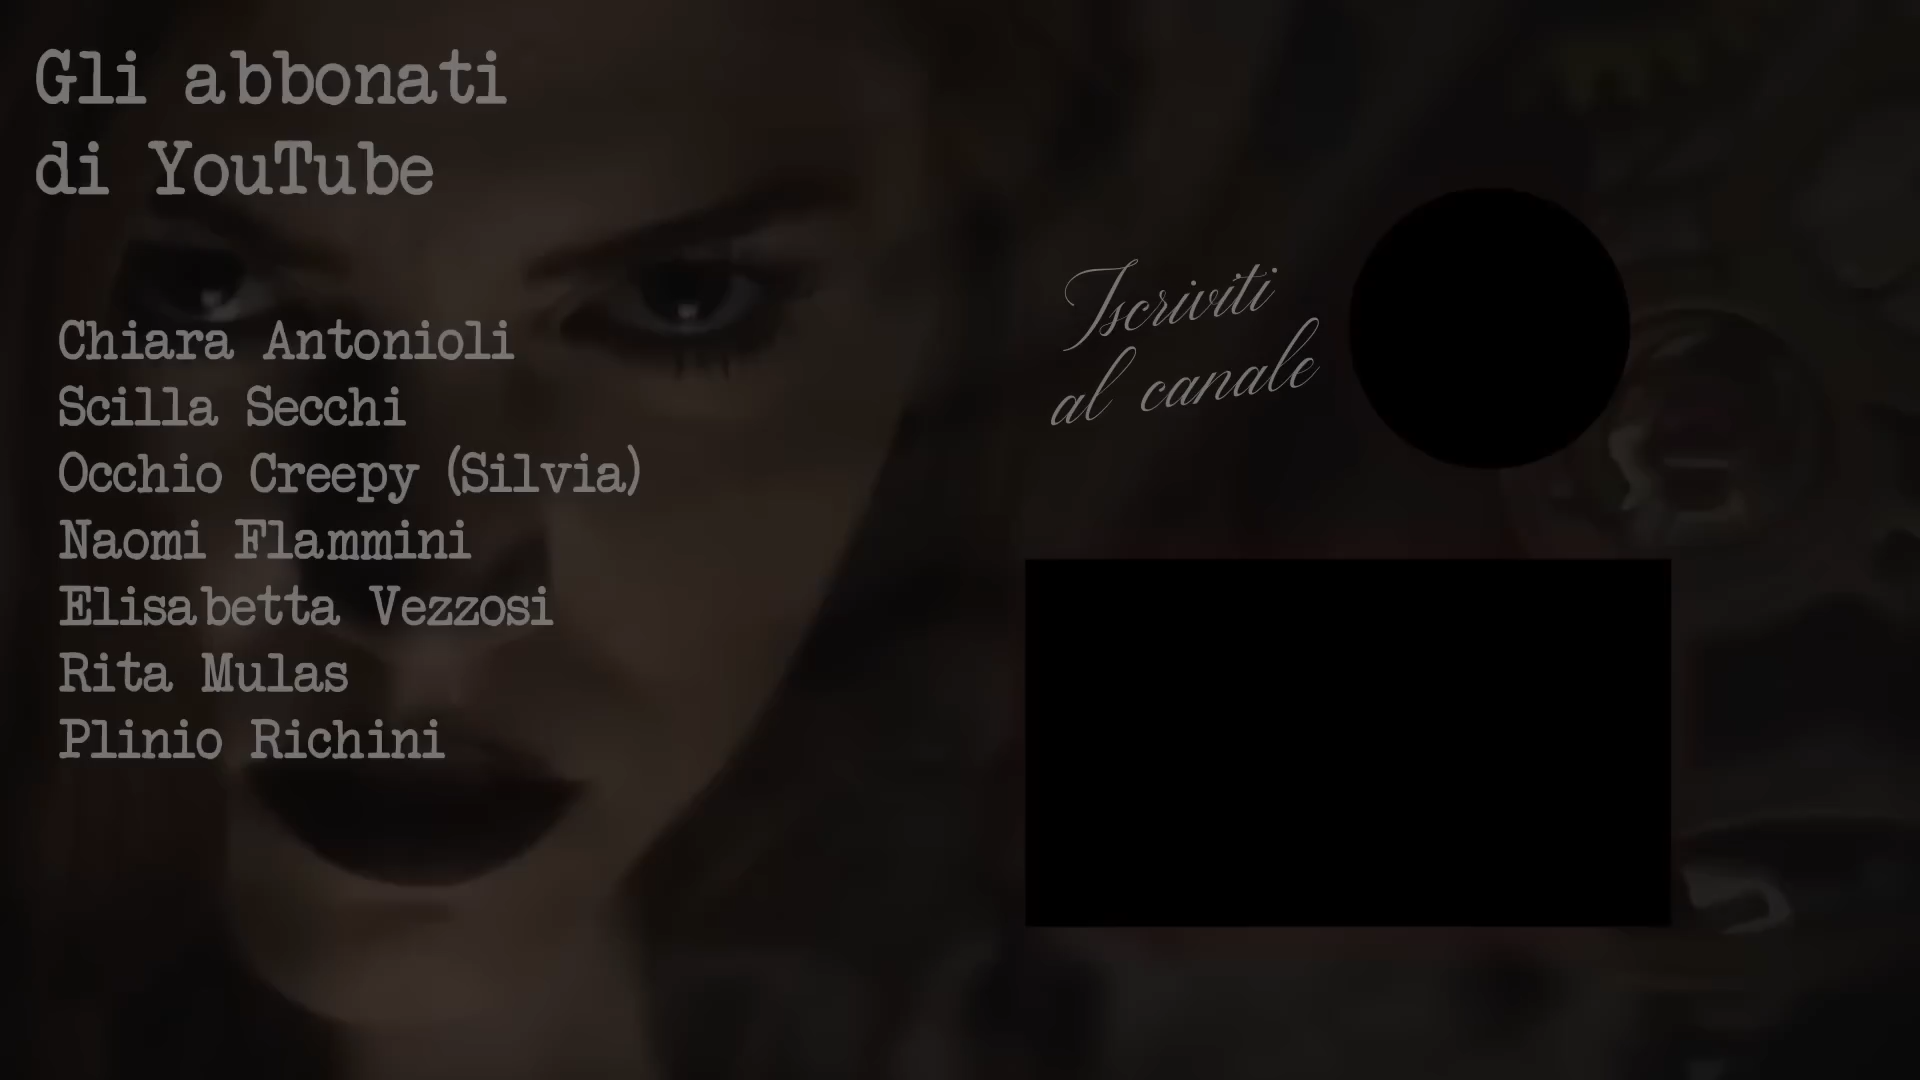 Gli abbonati
di YouTube
Chiara Antonioli
Scilla Secchi
Occhio Creepy (Silvia)
Naomi Flammini
Elisabetta Vezzosi
Rita Mulas
Plinio Richini
Iscriviti
al canale